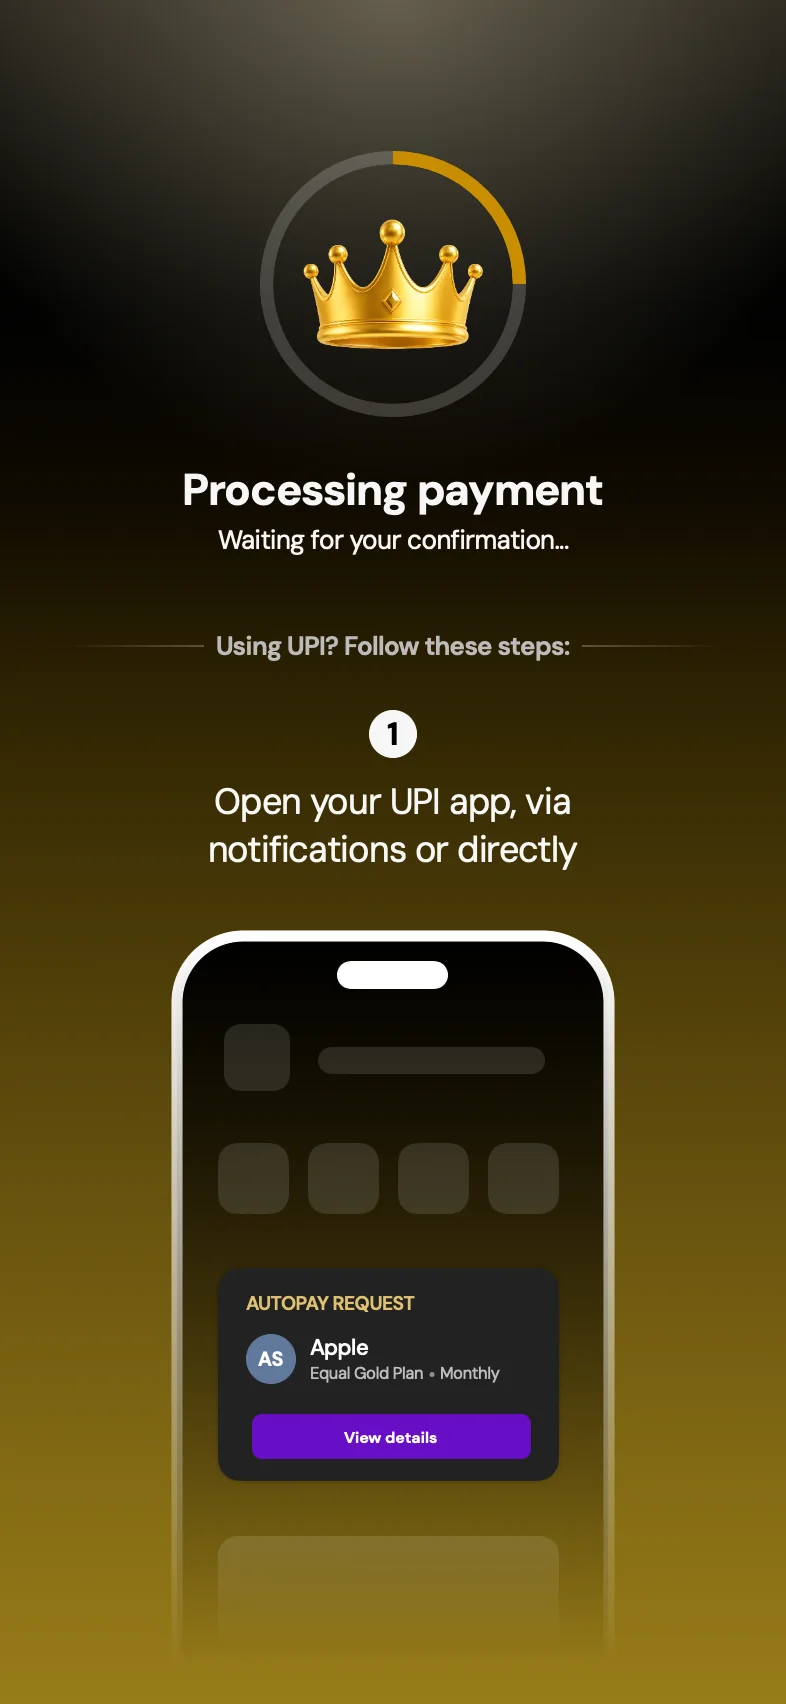 Processing payment
Waiting for your confirmation...
Using UPI? Follow these steps:
1
Open your UPI app, via
notifications or directly
AUTOPAY REQUEST
AS
Apple
Equal Gold Plan • Monthly
View details